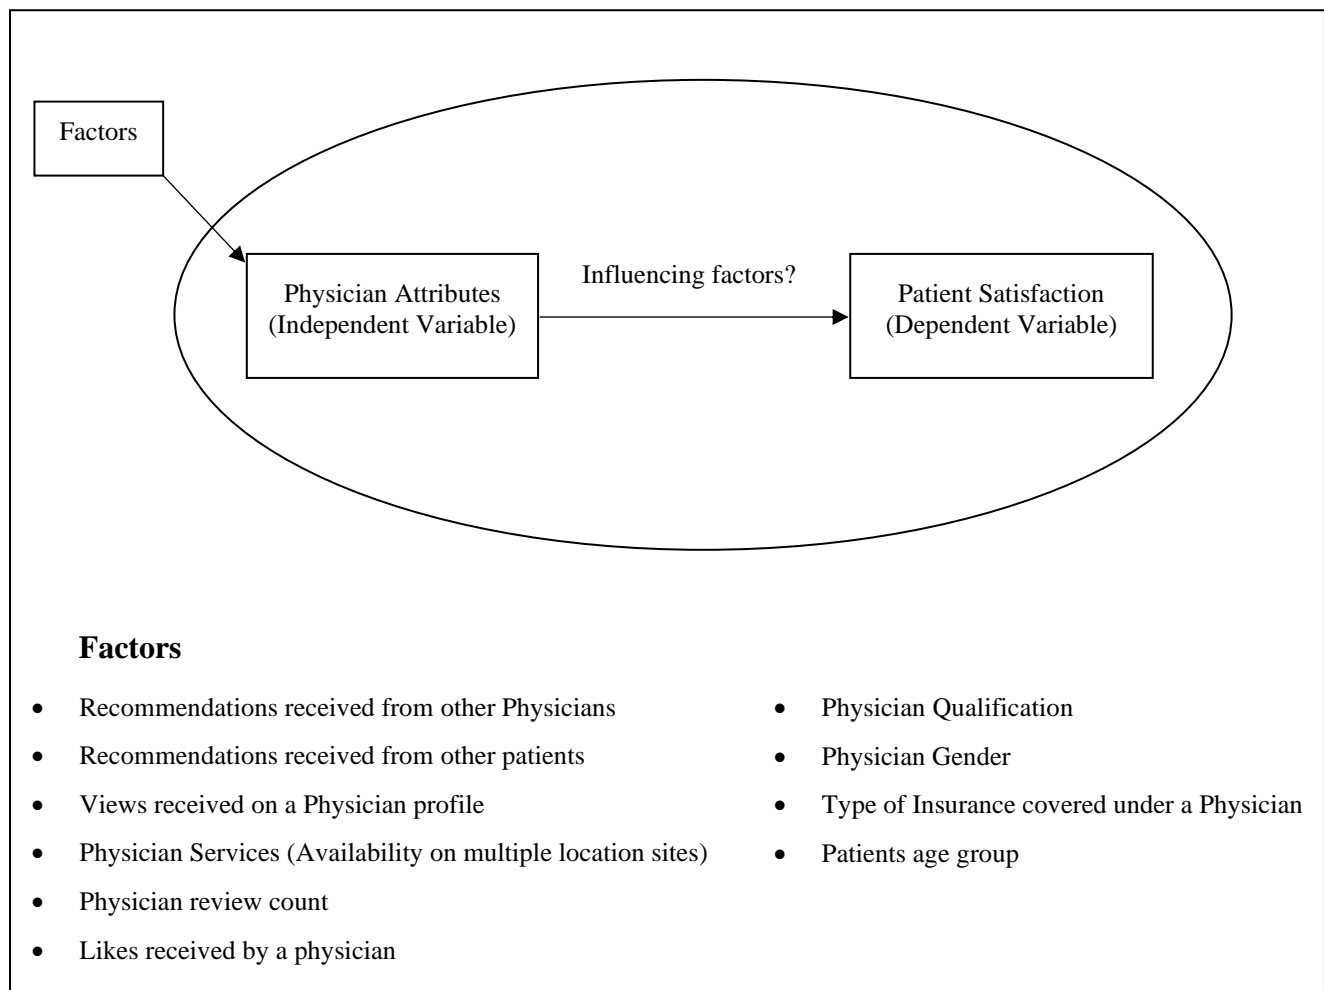 Factors
Physician Attributes
(Independent Variable)
Influencing factors?
Patient Satisfaction
(Dependent Variable)
Factors
• Recommendations received from other Physicians
• Recommendations received from other patients
• Views received on a Physician profile
• Physician Services (Availability on multiple location sites)
• Physician review count
• Likes received by a physician
• Physician Qualification
• Physician Gender
• Type of Insurance covered under a Physician
• Patients age group